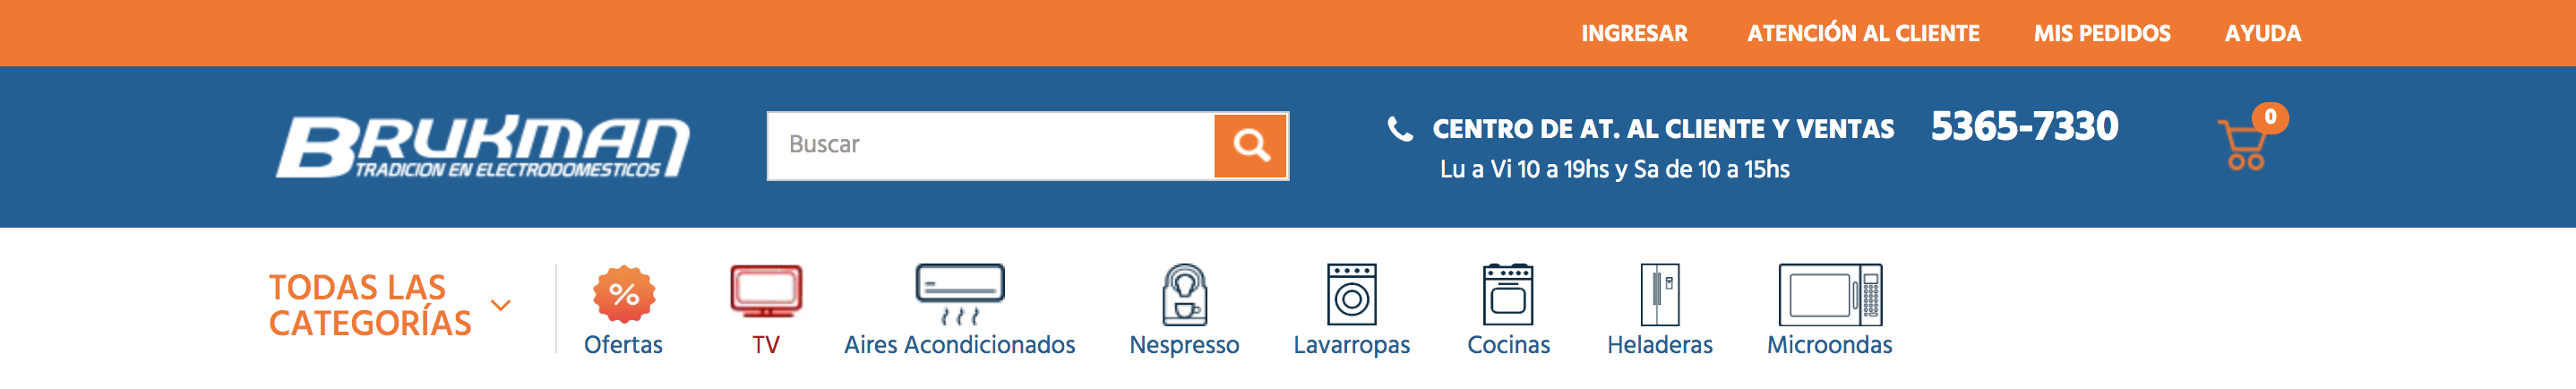 INGRESAR ATENCIÓN AL CLIENTE MIS PEDIDOS AYUDA
BRUKMAN
TRADICION EN ELECTRODOMESTICOS
Buscar
CENTRO DE AT. AL CLIENTE Y VENTAS 5365-7330
Lu a Vi 10 a 19hs y Sa de 10 a 15hs
0
TODAS LAS
CATEGORÍAS
%
Ofertas TV Aires Acondicionados Nespresso Lavarropas Cocinas Heladeras Microondas